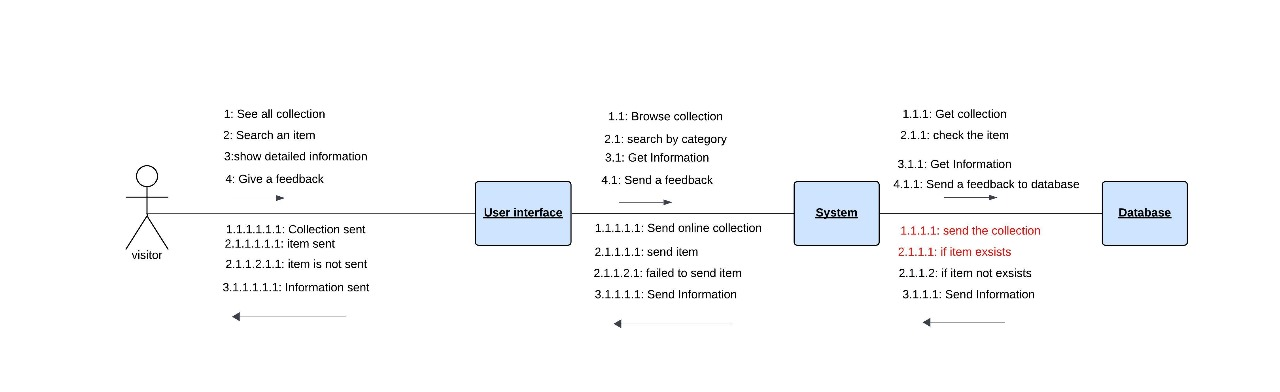 1: See all collection
2: Search an item
3:show detailed information
4: Give a feedback
1.1: Browse collection
2.1: search by category
3.1: Get Information
4.1: Send a feedback
1.1.1: Get collection
2.1.1: check the item
3.1.1: Get Information
4.1.1: Send a feedback to database
visitor
User interface
System
Database
1.1.1.1.1.1: Collection sent
2.1.1.1.1.1: item sent
2.1.1.2.1.1: item is not sent
3.1.1.1.1.1: Information sent
1.1.1.1.1: Send online collection
2.1.1.1.1: send item
2.1.1.2.1: failed to send item
3.1.1.1.1: Send Information
1.1.1.1: send the collection
2.1.1.1: if item exsists
2.1.1.2: if item not exsists
3.1.1.1: Send Information